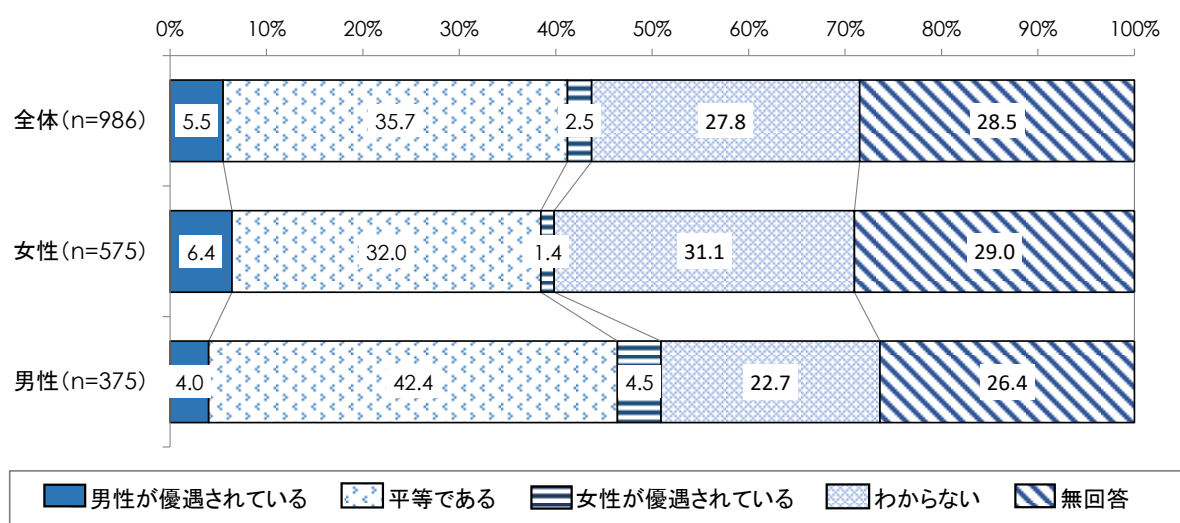 0% 10% 20% 30% 40% 50% 60% 70% 80% 90% 100%
全体(n=986) 5.5 35.7 2.5 27.8 28.5
女性(n=575) 6.4 32.0 1.4 31.1 29.0
男性(n=375) 4.0 42.4 4.5 22.7 26.4
男性が優遇されている 平等である 女性が優遇されている わからない 無回答